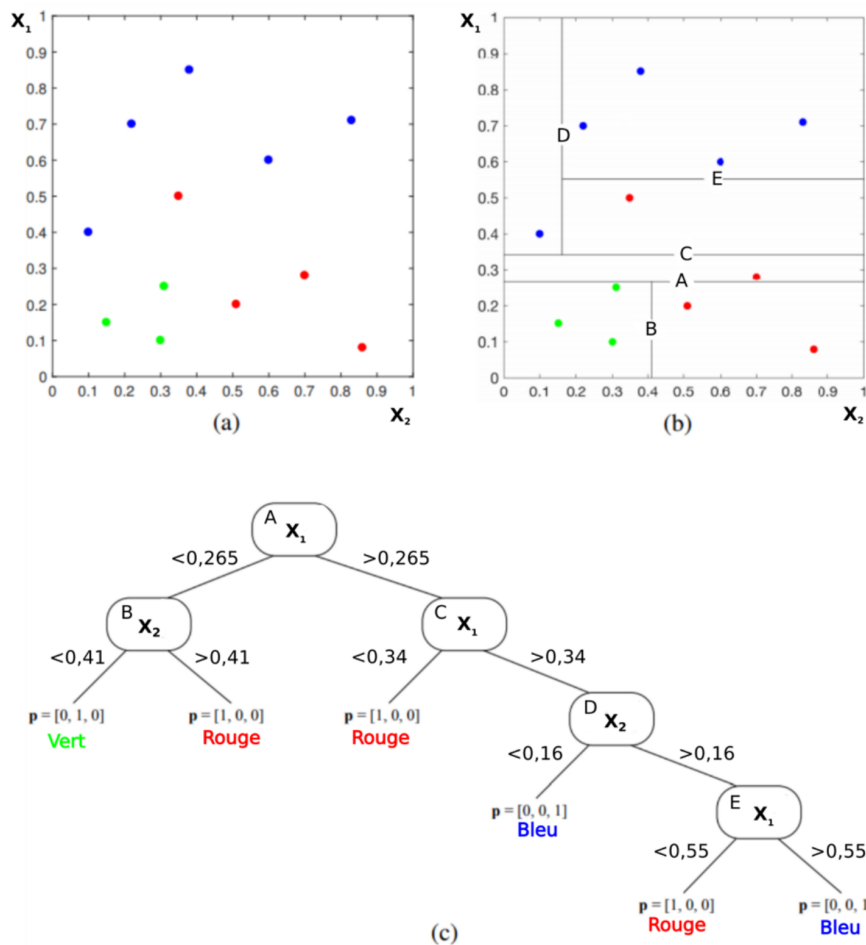 X₁
1
0.9
0.8
0.7
0.6
0.5
0.4
0.3
0.2
0.1
0
0.1 0.2 0.3 0.4 0.5 0.6 0.7 0.8 0.9 1
X₂
(a)
X₁
1
0.9
0.8
0.7
0.6
0.5
0.4
0.3
0.2
0.1
0
0 0.1 0.2 0.3 0.4 0.5 0.6 0.7 0.8 0.9 1
D
E
C
A
B
X₂
(b)
A
X₁
<0,265 >0,265
B
X₂
C
X₁
<0,41 >0,41 <0,34 >0,34
p = [0, 1, 0] p = [1, 0, 0] p = [1, 0, 0]
Vert Rouge Rouge
D
X₂
<0,16 >0,16
p = [0, 0, 1]
Bleu
E
X₁
<0,55 >0,55
p = [1, 0, 0] p = [0, 0, 1
Rouge Bleu
(c)